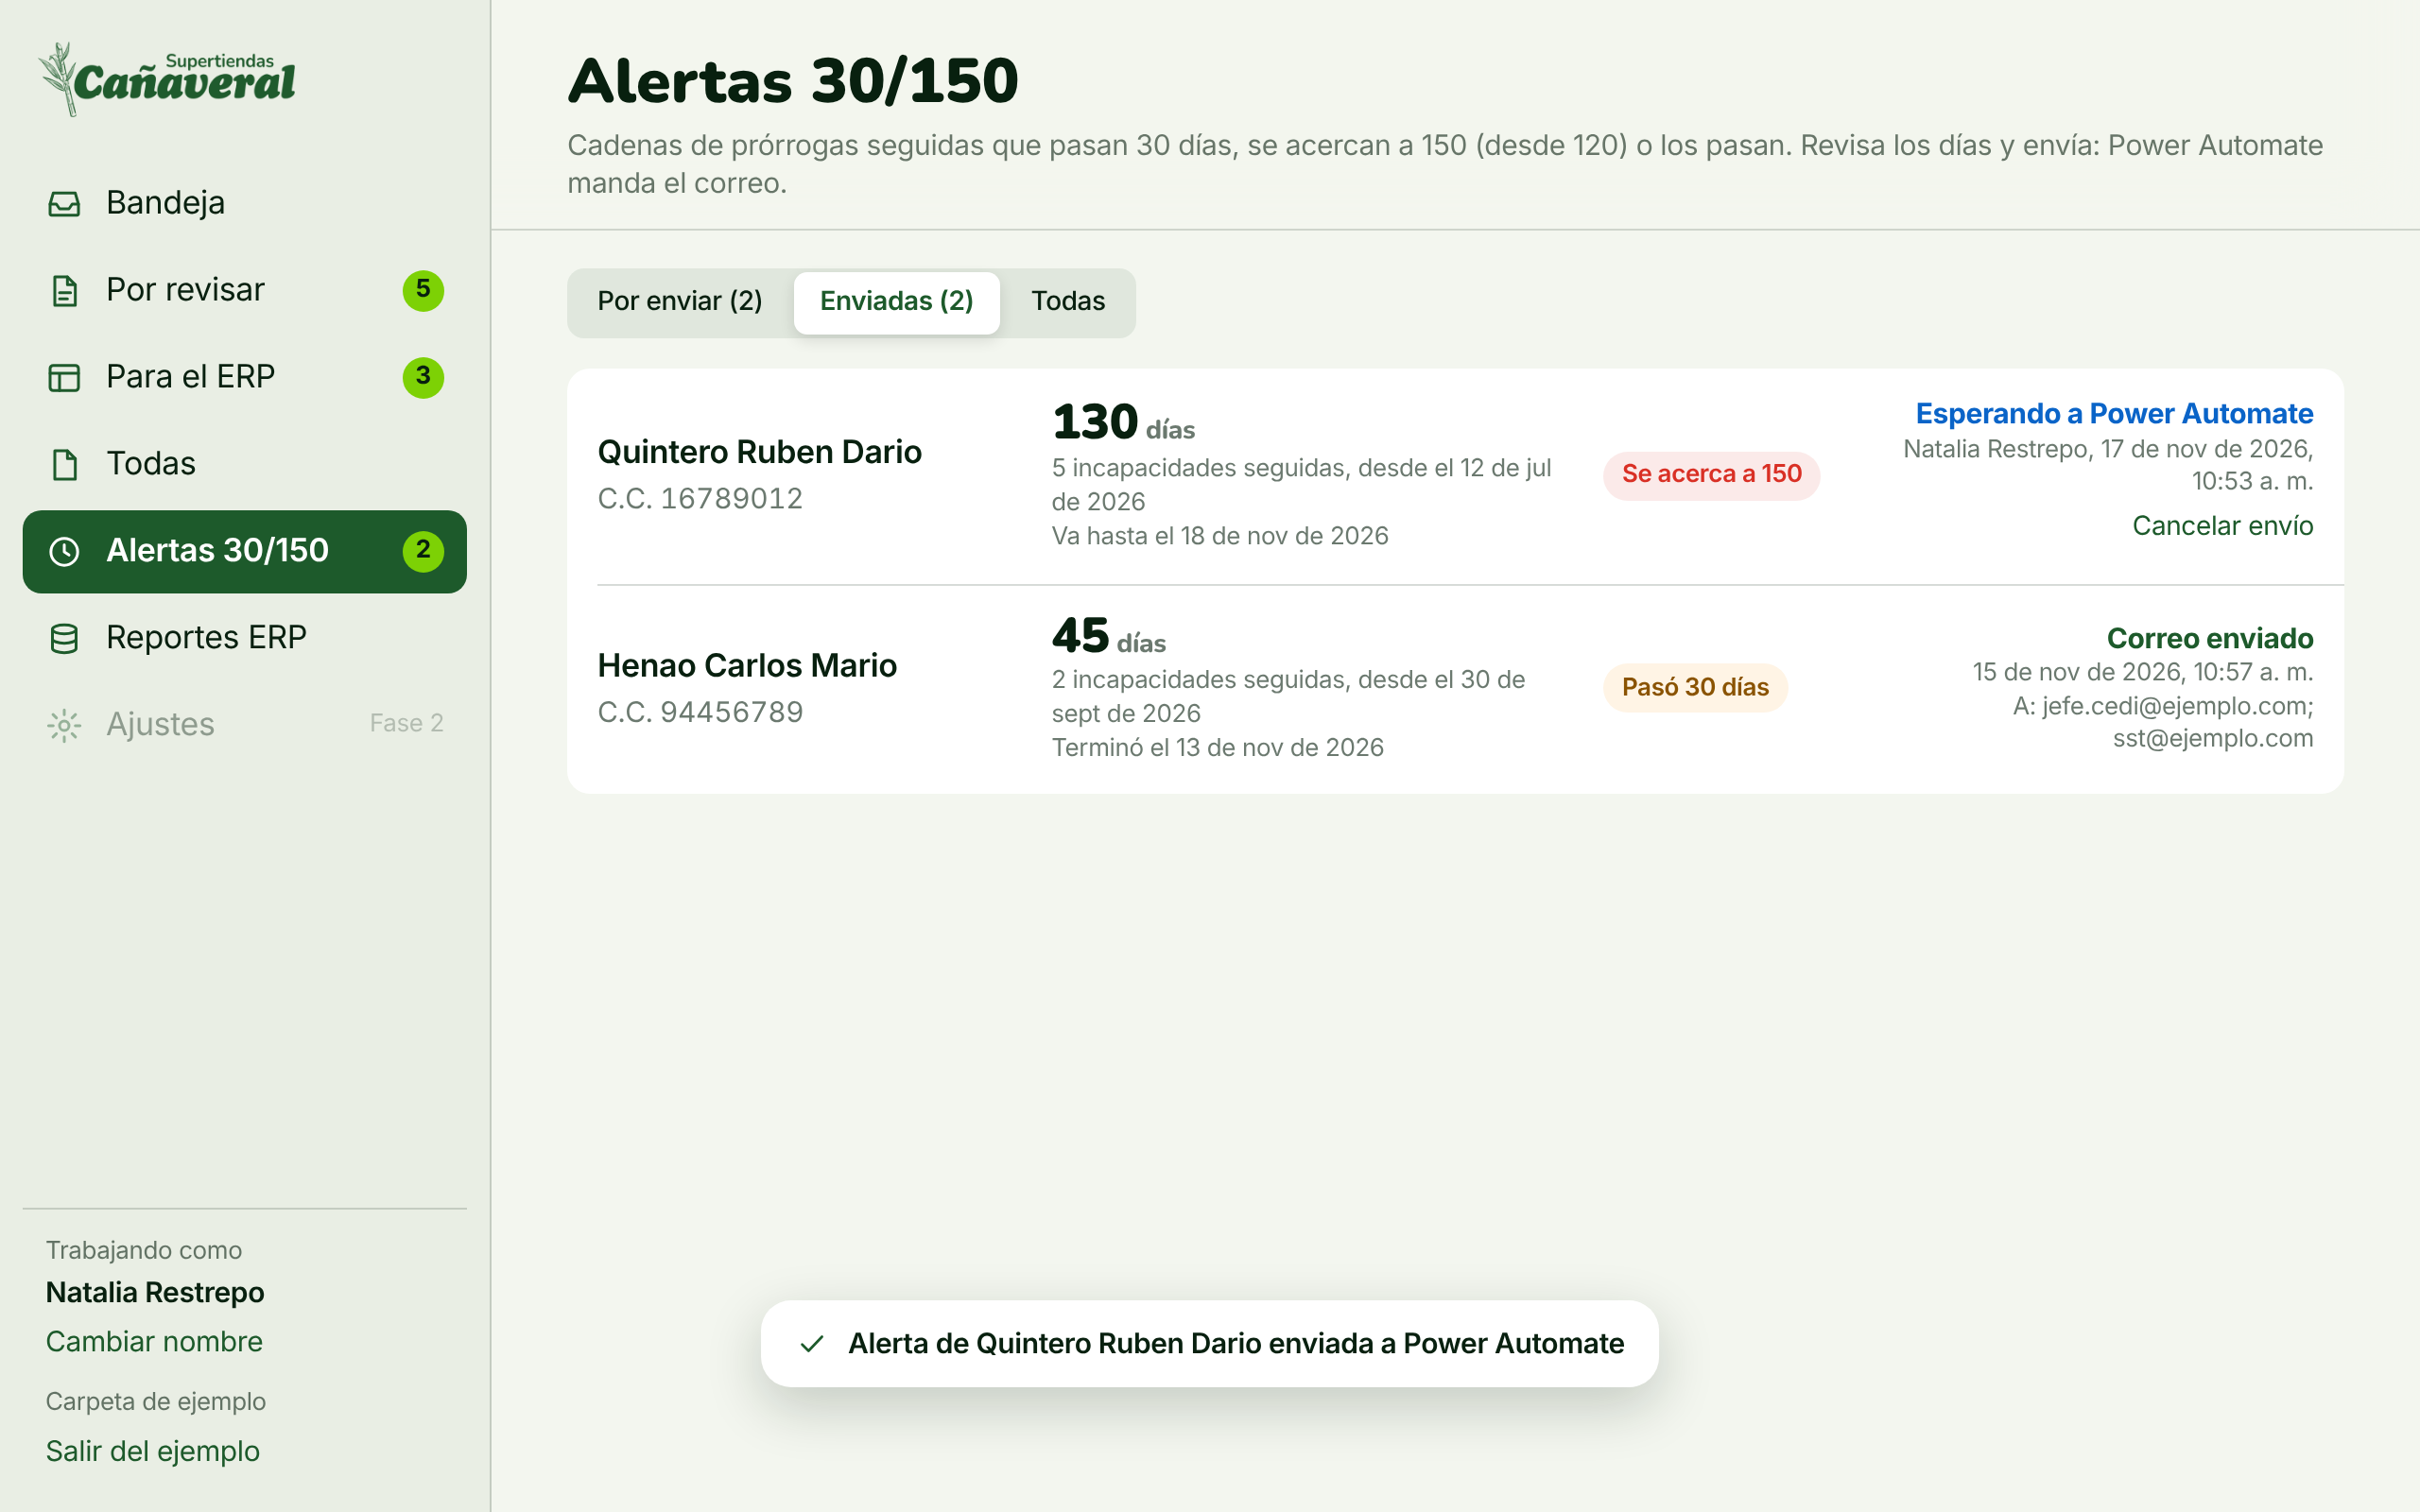 Supertiendas
Cañaveral
Bandeja
Por revisar 5
Para el ERP 3
Todas
Alertas 30/150 2
Reportes ERP
Ajustes Fase 2
Trabajando como
Natalia Restrepo
Cambiar nombre
Carpeta de ejemplo
Salir del ejemplo
Alertas 30/150
Cadenas de prórrogas seguidas que pasan 30 días, se acercan a 150 (desde 120) o los pasan. Revisa los días y envía: Power Automate
manda el correo.
Por enviar (2) Enviadas (2) Todas
Quintero Ruben Dario
C.C. 16789012
130 días
5 incapacidades seguidas, desde el 12 de jul
de 2026
Va hasta el 18 de nov de 2026
Se acerca a 150
Esperando a Power Automate
Natalia Restrepo, 17 de nov de 2026,
10:53 a. m.
Cancelar envío
Henao Carlos Mario
C.C. 94456789
45 días
2 incapacidades seguidas, desde el 30 de
sept de 2026
Terminó el 13 de nov de 2026
Pasó 30 días
Correo enviado
15 de nov de 2026, 10:57 a. m.
A: jefe.cedi@ejemplo.com;
sst@ejemplo.com
Alerta de Quintero Ruben Dario enviada a Power Automate